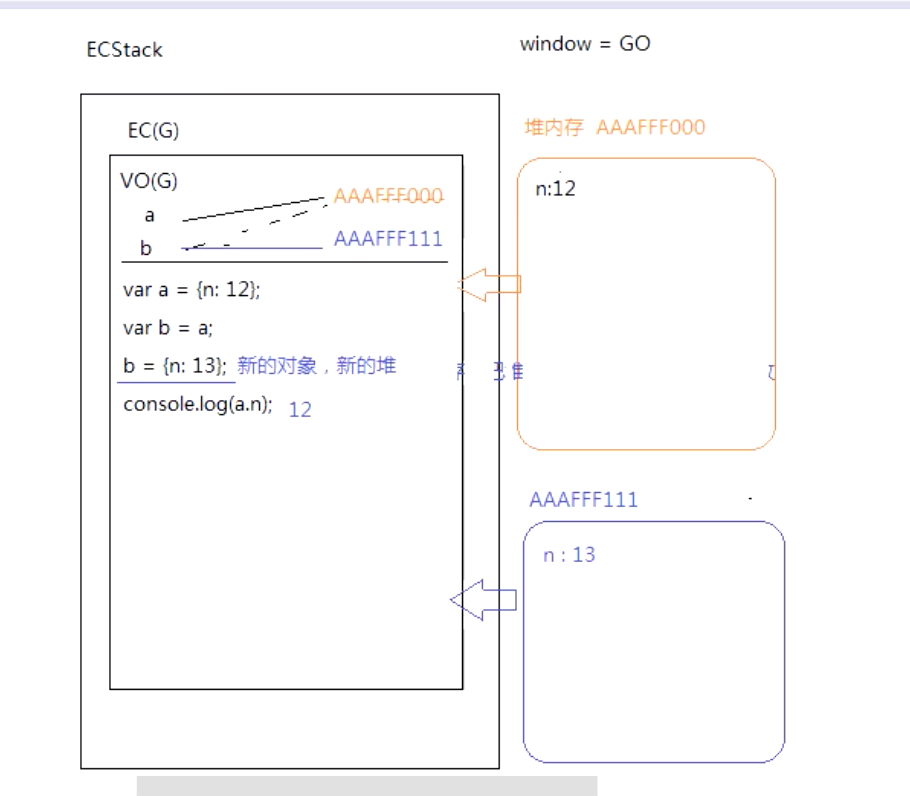 ECStack
window = GO
EC(G)
堆内存 AAAFFF000
VO(G)
n:12
a
AAAFFF000
b
AAAFFF111
var a = {n: 12};
var b = a;
b = {n: 13}; 新的对象，新的堆
console.log(a.n); 12
AAAFFF111
n : 13